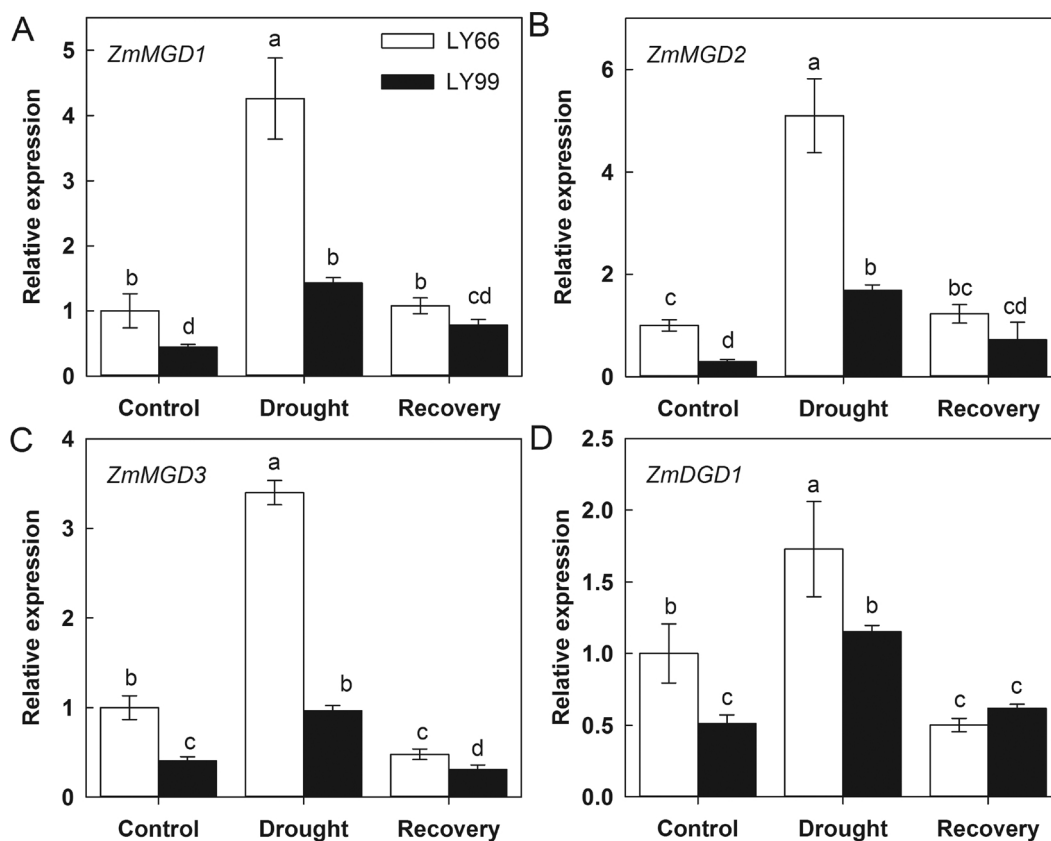 A
ZmMGD1
LY66
LY99
Relative expression
5
4
3
2
1
0
b
d
a
b
b
cd
Control
Drought
Recovery
B
ZmMGD2
Relative expression
6
4
2
0
c
d
a
b
bc
cd
Control
Drought
Recovery
C
ZmMGD3
Relative expression
4
3
2
1
0
b
c
a
b
c
d
Control
Drought
Recovery
D
ZmDGD1
Relative expression
2.5
2.0
1.5
1.0
0.5
0.0
b
c
a
b
c
c
Control
Drought
Recovery